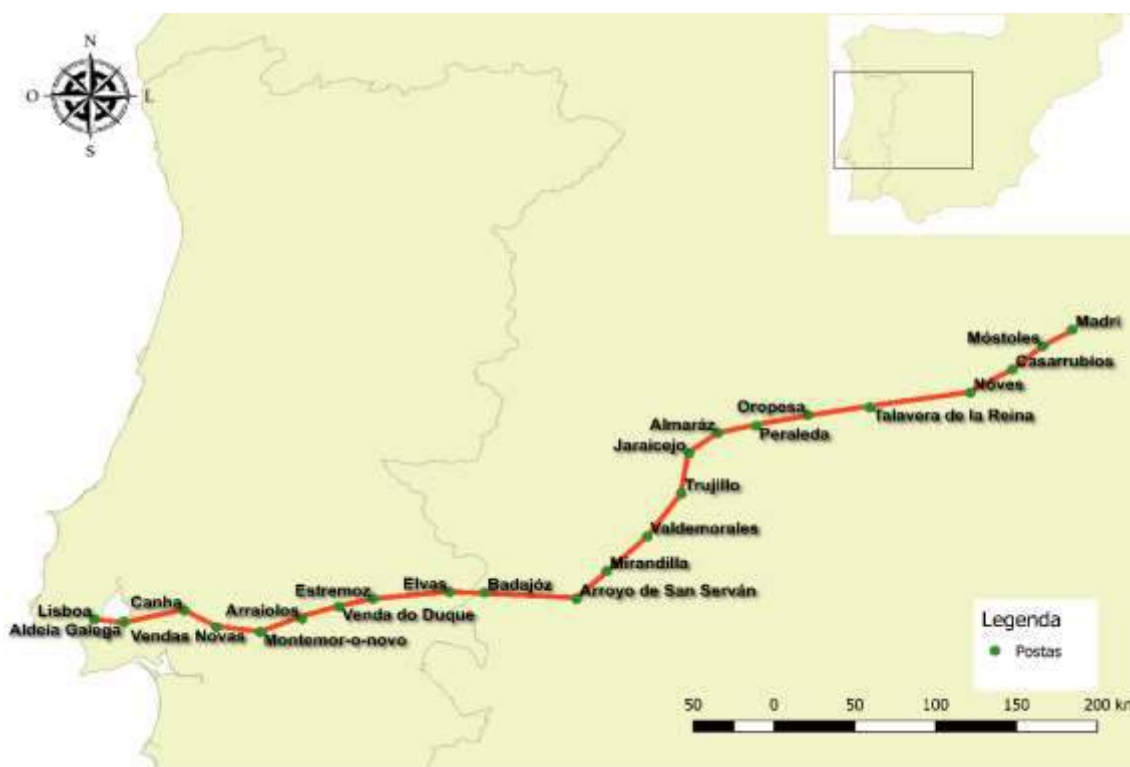 N
O
L
S
Madri
Móstoles
Casarrubios
Noves
Oropesa
Talavera de la Reina
Almaráz
Peraleda
Jaraicejo
Trujillo
Valdemorales
Mirandilla
Elvas
Badajóz
Estremoz
Arroyo de San Serván
Canha
Arraiolos
Venda do Duque
Lisboa
Aldeia Galega
Vendas Novas
Montemor-o-novo
Legenda
Postas
50 0 50 100 150 200 km